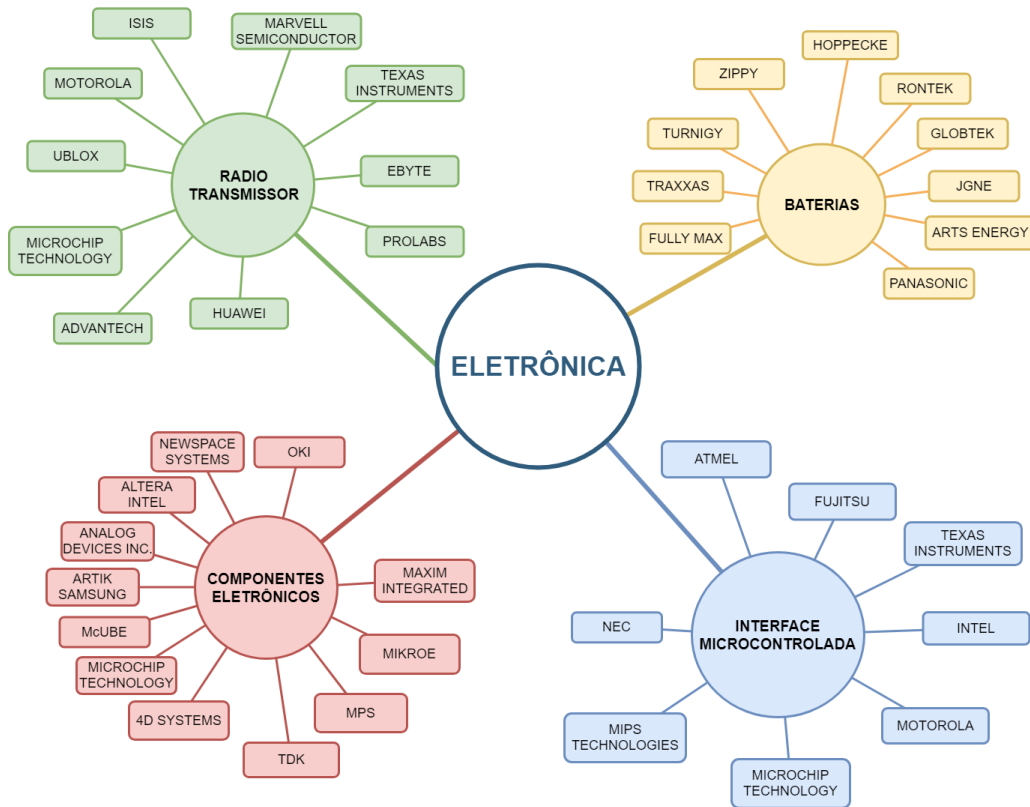 ELETRÔNICA
RADIO
TRANSMISSOR
ISIS
MARVELL
SEMICONDUCTOR
MOTOROLA
TEXAS
INSTRUMENTS
UBLOX
EBYTE
MICROCHIP
TECHNOLOGY
PROLABS
ADVANTECH
HUAWEI
BATERIAS
HOPPECKE
ZIPPY
RONTEK
TURNIGY
GLOBTEK
TRAXXAS
JGNE
FULLY MAX
ARTS ENERGY
PANASONIC
COMPONENTES
ELETRÔNICOS
NEWSPACE
SYSTEMS
OKI
ALTERA
INTEL
ANALOG
DEVICES INC.
ARTIK
SAMSUNG
MAXIM
INTEGRATED
McUBE
MIKROE
MICROCHIP
TECHNOLOGY
4D SYSTEMS
MPS
TDK
INTERFACE
MICROCONTROLADA
ATMEL
FUJITSU
TEXAS
INSTRUMENTS
NEC
INTEL
MIPS
TECHNOLOGIES
MOTOROLA
MICROCHIP
TECHNOLOGY